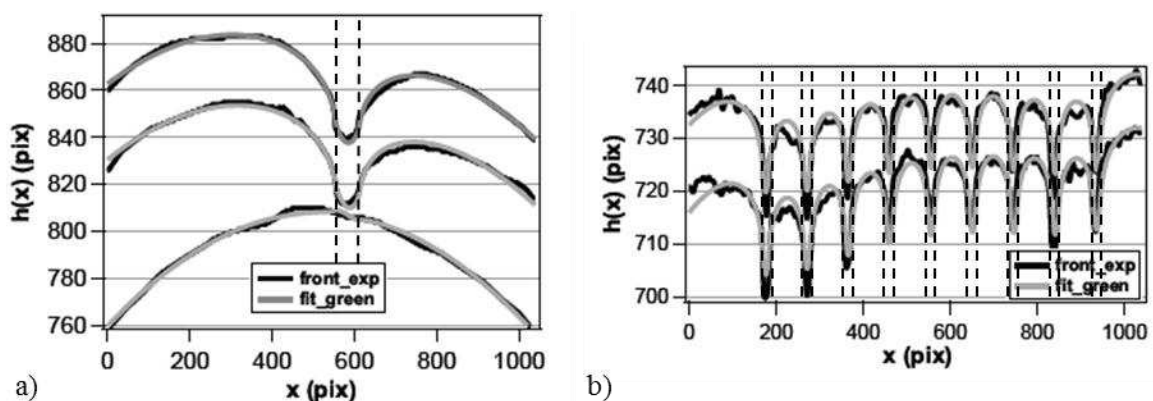 880
860
840
820
800
780
760
h(x) (pix)
front_exp
fit_green
0 200 400 600 800 1000
x (pix)
a)
740
730
720
710
700
h(x) (pix)
front_exp
fit_green
0 200 400 600 800 1000
x (pix)
b)